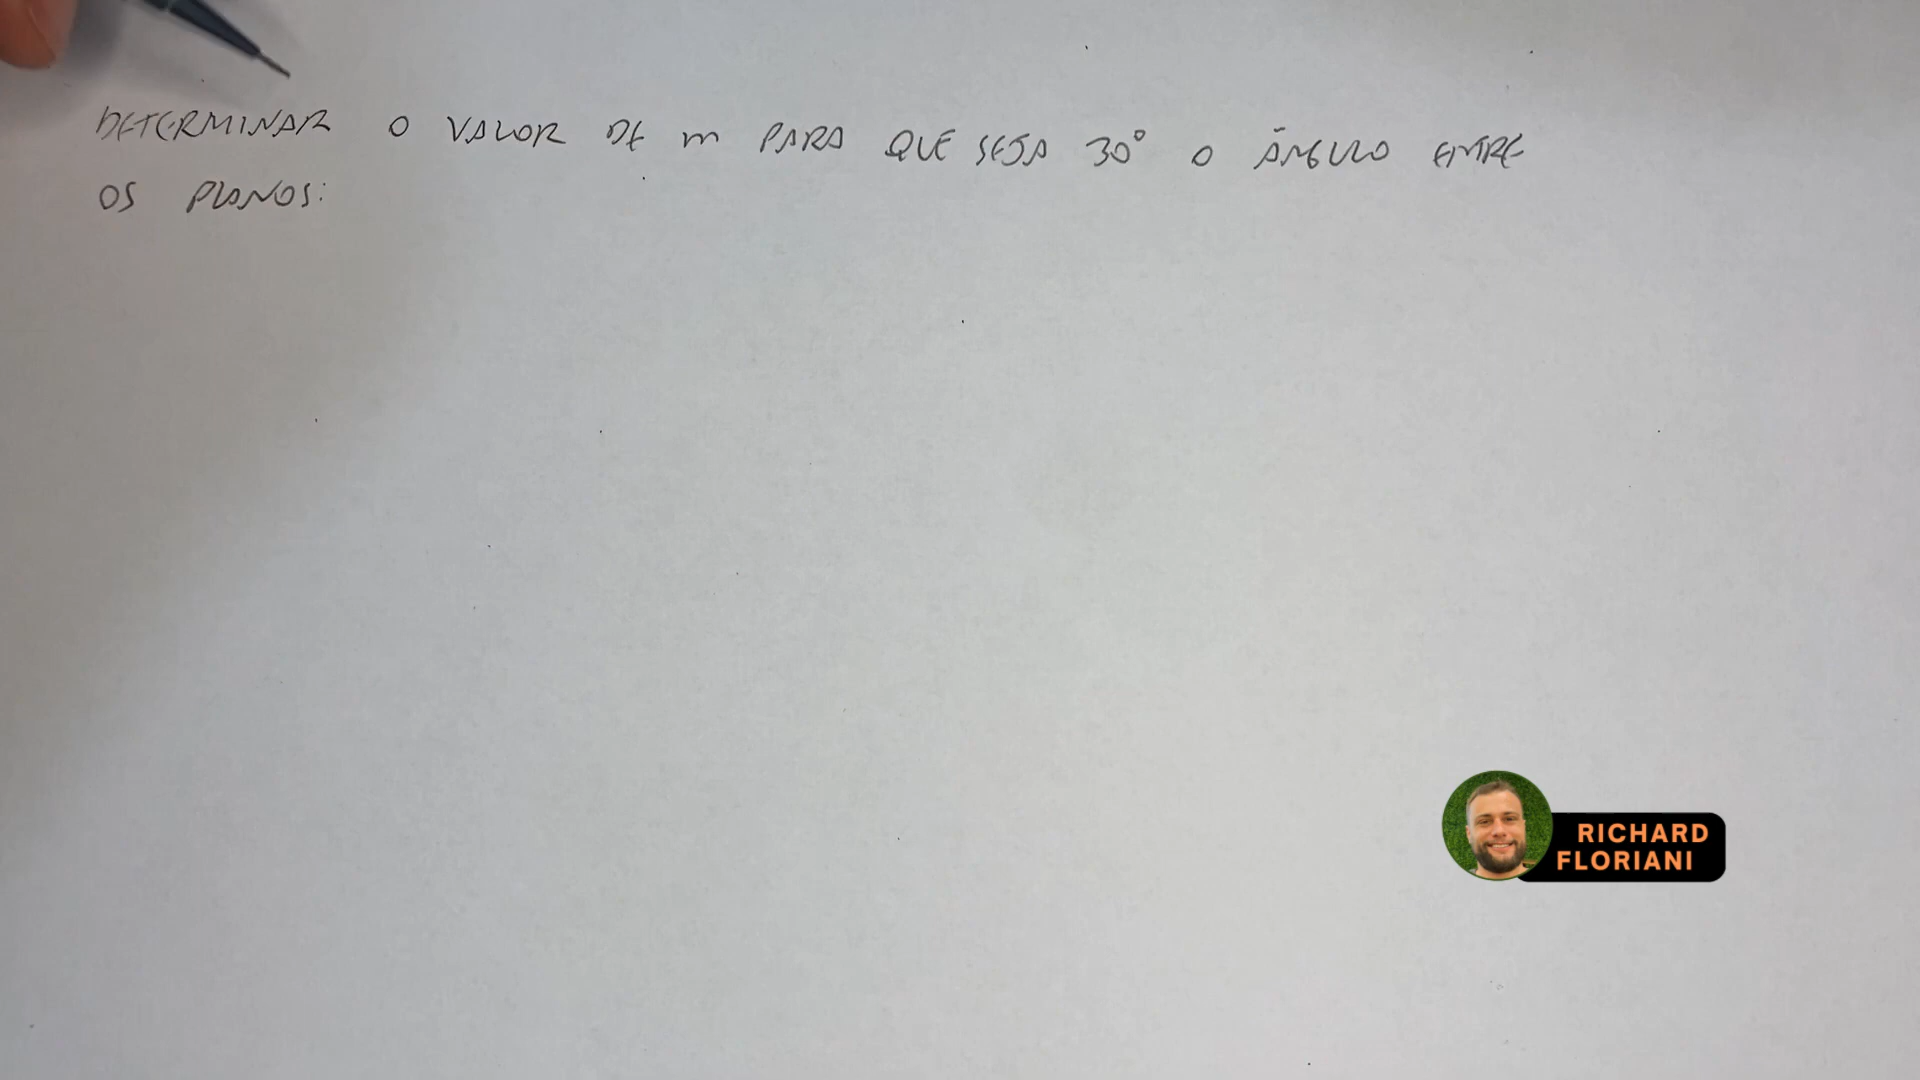 DETERMINAR O VALOR DE m PARA QUE SEJA 30° O ÂNGULO ENTRE
OS PLANOS:
RICHARD
FLORIANI